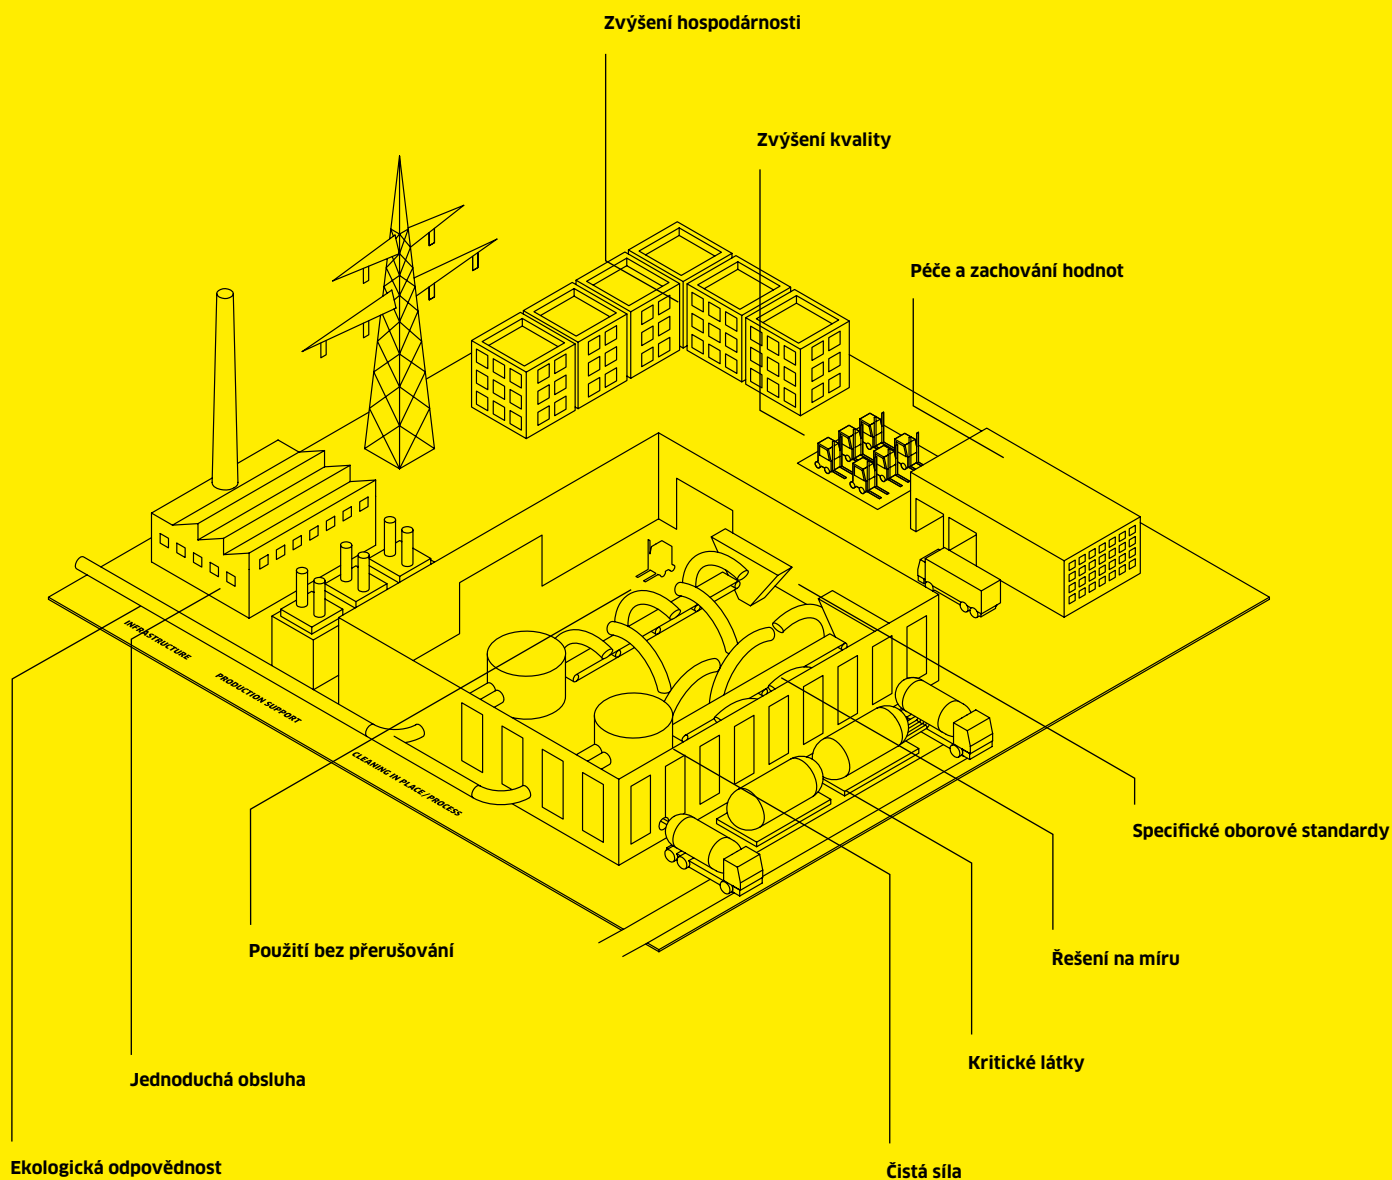 Zvýšení hospodárnosti
Zvýšení kvality
Péče a zachování hodnot
INFRASTRUCTURE
PRODUCTION SUPPORT
CLEANING IN PLACE/PROCESS
Specifické oborové standardy
Použití bez přerušování
Řešení na míru
Kritické látky
Jednoduchá obsluha
Ekologická odpovědnost
Čistá síla